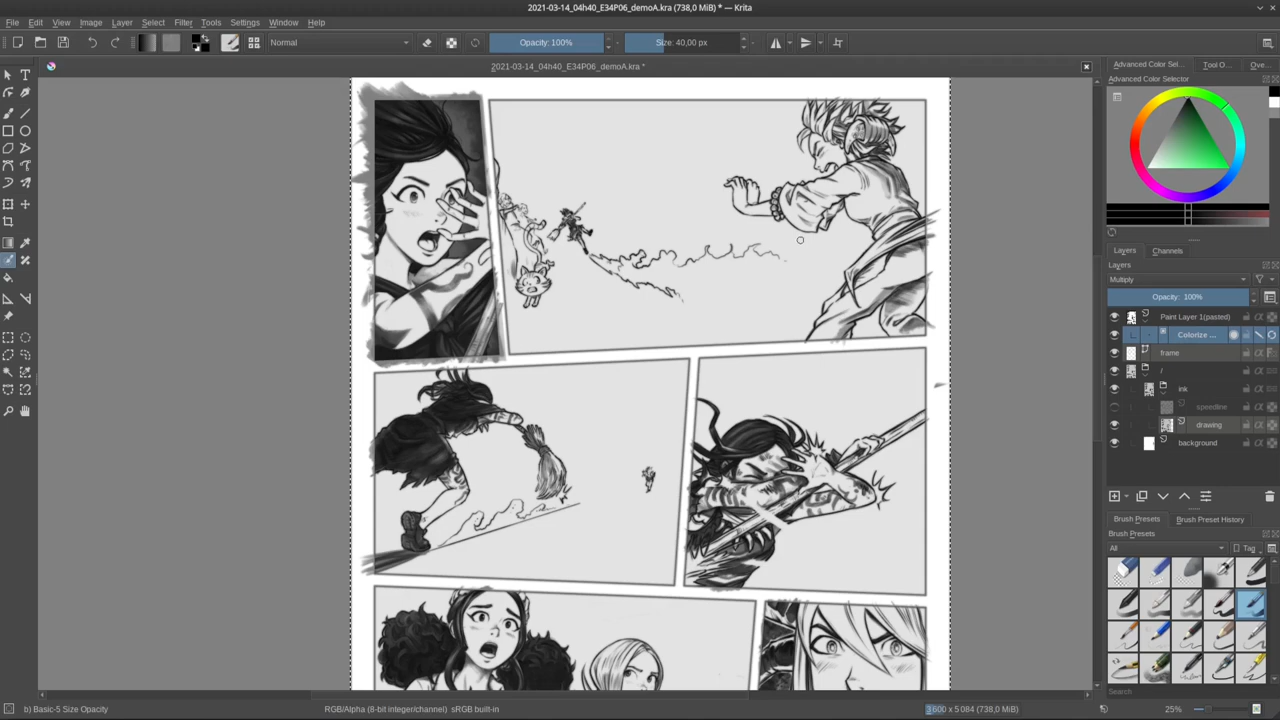 2021-03-14_04h40_E34P06_demoA.kra (738,0 MiB) * — Krita
File Edit View Image Layer Select Filter Tools Settings Window Help
Normal
Opacity: 100%
Size: 40,00 px
2021-03-14_04h40_E34P06_demoA.kra *
Advanced Color Sel... Tool O... Ove...
Advanced Color Selector
Layers Channels
Layers
Multiply
Opacity: 100%
Paint Layer 1(pasted)
Colorize ...
frame
/
ink
speedline
drawing
background
Brush Presets Brush Preset History
Brush Presets
All
Tag
Search
b) Basic-5 Size Opacity
RGB/Alpha (8-bit integer/channel) sRGB built-in
3 600 x 5 084 (738,0 MiB)
25%